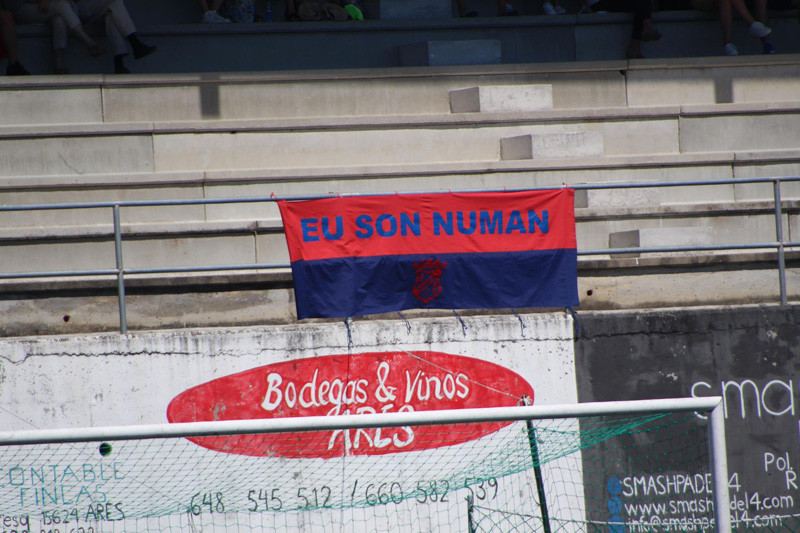 EU SON NUMAN
Bodegas & Vinos
ARES
648 545 512 / 660 582 539
ONTABLE
TINCAS
15624 ARES
sma
Pol.
R
SMASHPADEL4
www.smashpadel4.com
info@smashpadel4.com